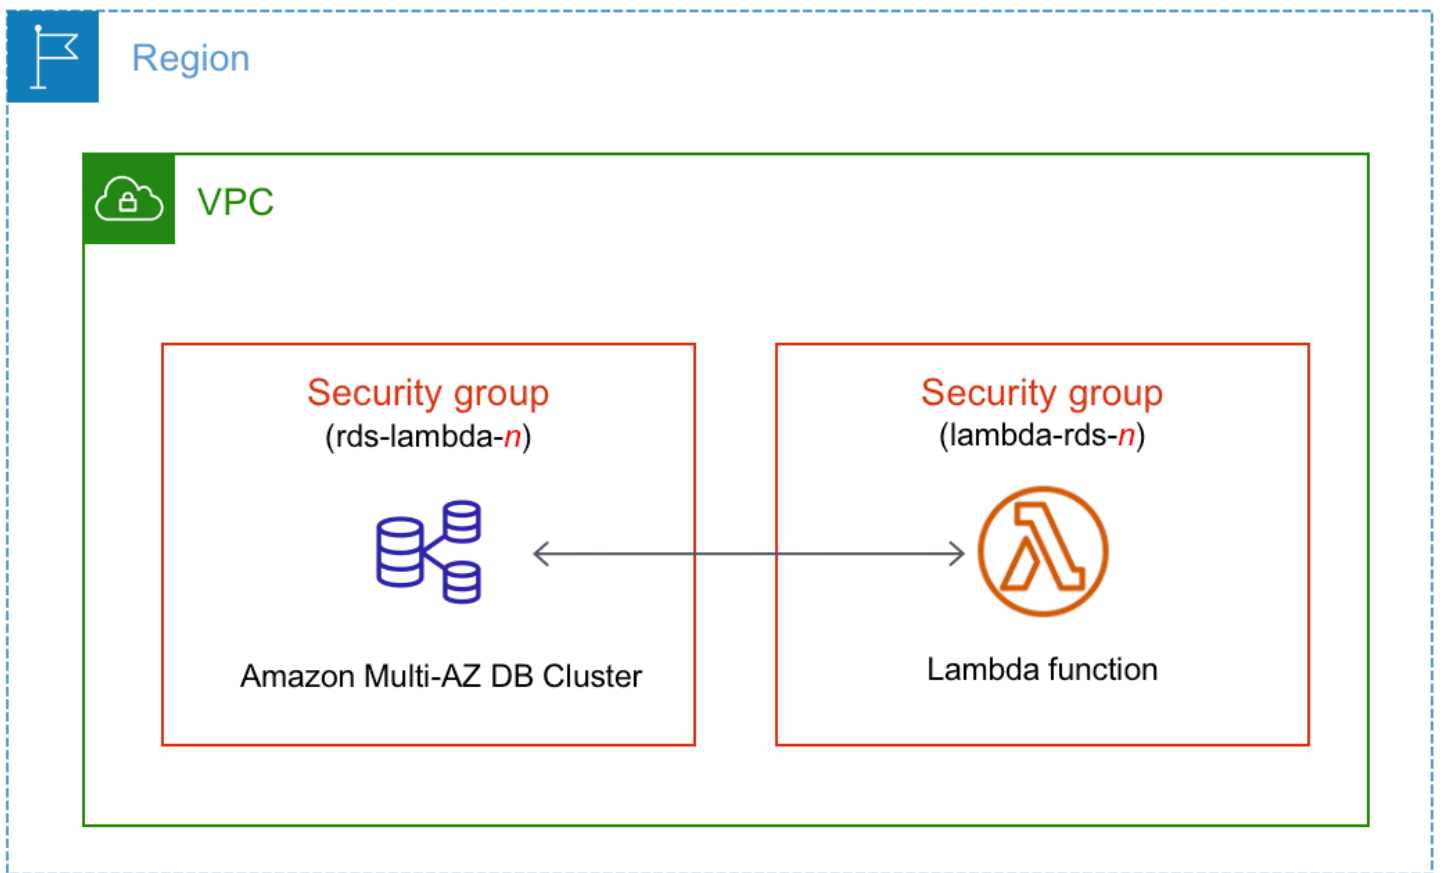 Region
VPC
Security group
(rds-lambda-n)
Amazon Multi-AZ DB Cluster
Security group
(lambda-rds-n)
Lambda function